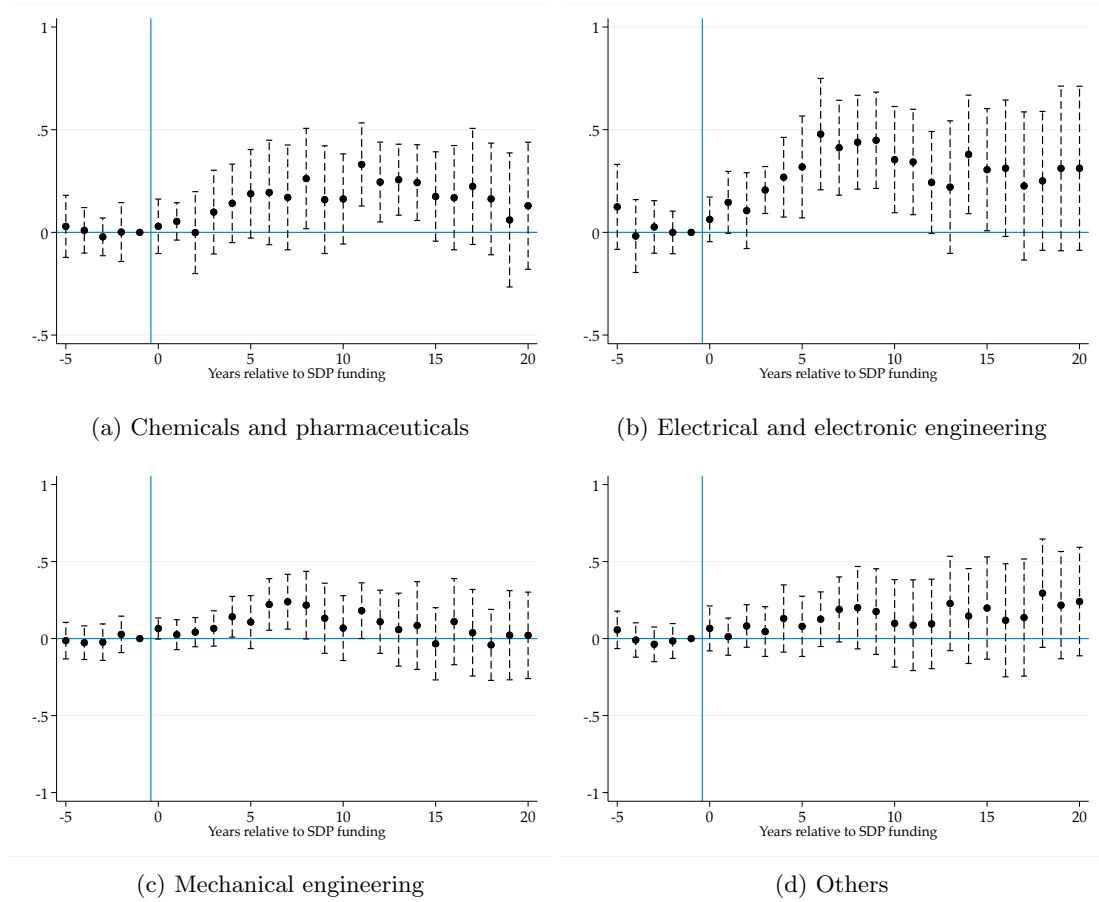 1
.5
0
-.5
-5 0 5 10 15 20
Years relative to SDP funding
(a) Chemicals and pharmaceuticals
1
.5
0
-.5
-5 0 5 10 15 20
Years relative to SDP funding
(b) Electrical and electronic engineering
1
.5
0
-.5
-1
-5 0 5 10 15 20
Years relative to SDP funding
(c) Mechanical engineering
1
.5
0
-.5
-1
-5 0 5 10 15 20
Years relative to SDP funding
(d) Others